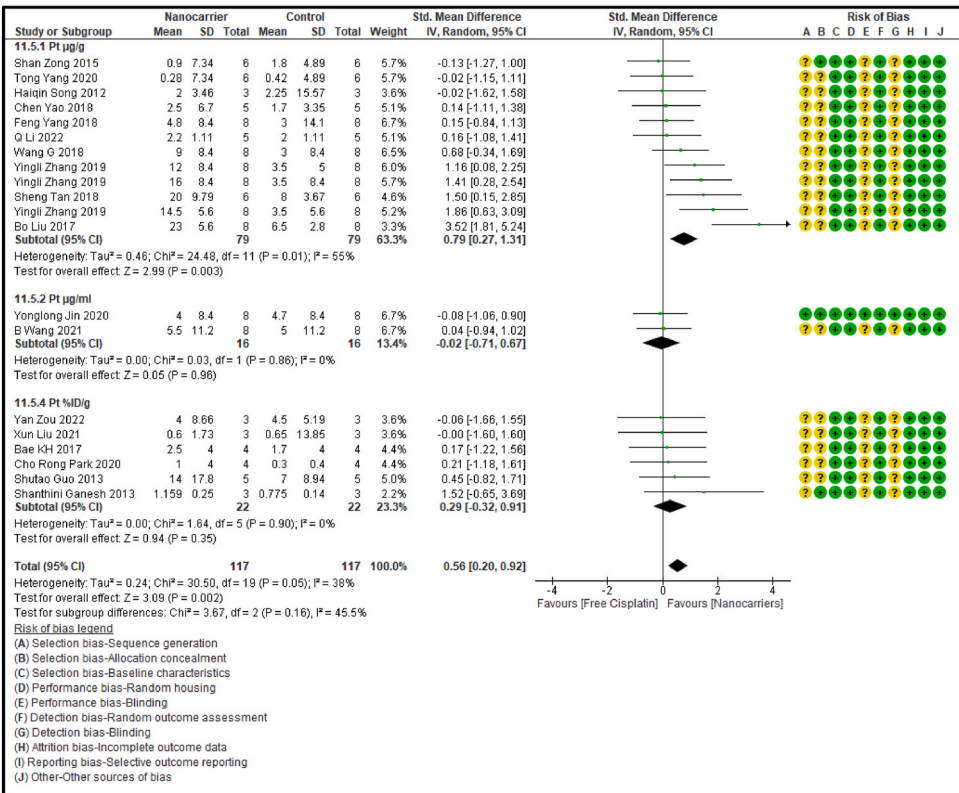 Nanocarrier Control Std. Mean Difference Std. Mean Difference Risk of Bias
Study or Subgroup Mean SD Total Mean SD Total Weight IV, Random, 95% CI IV, Random, 95% CI A B C D E F G H I J
11.5.1 Pt µg/g
Shan Zong 2015 0.9 7.34 6 1.8 4.89 6 5.7% -0.13 [-1.27, 1.00] ? + + + ? + ? + + +
Tong Yang 2020 0.28 7.34 6 0.42 4.89 6 5.7% -0.02 [-1.15, 1.11] ? ? + + ? + ? + + +
Haiqin Song 2012 2 3.46 3 2.25 15.57 3 3.6% -0.02 [-1.62, 1.58] ? ? + + ? + ? + + +
Chen Yao 2018 2.5 6.7 5 1.7 3.35 5 5.1% 0.14 [-1.11, 1.38] ? ? + + ? + ? + + +
Feng Yang 2018 4.8 8.4 8 3 14.1 8 6.7% 0.15 [-0.84, 1.13] ? ? + + ? + ? + + +
Q Li 2022 2.2 1.11 5 2 1.11 5 5.1% 0.16 [-1.08, 1.41] ? ? + + ? + ? + + +
Wang G 2018 9 8.4 8 3 8.4 8 6.4% 0.68 [-0.34, 1.69] ? ? + + ? + ? + + +
Yingli Zhang 2019 12 8.4 8 3.5 5 8 5.9% 1.16 [0.08, 2.25] ? ? + + ? + ? + + +
Yingli Zhang 2019 16 8.4 8 3.5 8.4 8 5.7% 1.41 [0.28, 2.54] ? ? + + ? + ? + + +
Sheng Tan 2018 20 9.79 6 8 3.67 6 4.6% 1.50 [0.15, 2.85] ? ? + + ? + ? + + +
Yingli Zhang 2019 14.5 5.6 8 3.5 5.6 8 5.2% 1.86 [0.63, 3.09] ? ? + + ? + ? + + +
Bo Liu 2017 23 5.6 8 6.5 2.8 8 3.3% 3.52 [1.81, 5.24] ? ? + + ? + ? + + +
Subtotal (95% CI) 79 79 63.3% 0.79 [0.27, 1.31]
Heterogeneity: Tau² = 0.46; Chi² = 24.48, df = 11 (P = 0.01); I² = 55%
Test for overall effect: Z = 2.99 (P = 0.003)
11.5.2 Pt µg/ml
Yonglong Jin 2020 4 8.4 8 4.7 8.4 8 6.7% -0.08 [-1.06, 0.90] + + + + + + + + + +
B Wang 2021 5.5 11.2 8 5 11.2 8 6.7% 0.04 [-0.94, 1.02] ? ? + + ? + ? + + +
Subtotal (95% CI) 16 16 13.4% -0.02 [-0.71, 0.67]
Heterogeneity: Tau² = 0.00; Chi² = 0.03, df = 1 (P = 0.86); I² = 0%
Test for overall effect: Z = 0.05 (P = 0.96)
11.5.4 Pt %ID/g
Yan Zou 2022 4 8.66 3 4.5 5.19 3 3.6% -0.06 [-1.66, 1.55] ? ? + + ? + ? + + +
Xun Liu 2021 0.6 1.73 3 0.65 13.85 3 3.6% -0.00 [-1.60, 1.60] ? ? + + ? + ? + + +
Bae KH 2017 2.5 4 4 1.7 4 4 4.4% 0.17 [-1.22, 1.56] ? ? + + ? + ? + + +
Cho Rong Park 2020 1 4 4 0.3 0.4 4 4.4% 0.21 [-1.18, 1.61] ? ? + + ? + ? + + +
Shutao Guo 2013 14 17.8 5 7 8.94 5 5.0% 0.45 [-0.82, 1.71] ? ? + + ? + ? + + +
Shanthini Ganesh 2013 1.159 0.25 3 0.775 0.14 3 2.2% 1.52 [-0.65, 3.69] ? + + + ? + ? + + +
Subtotal (95% CI) 22 22 23.3% 0.29 [-0.32, 0.91]
Heterogeneity: Tau² = 0.00; Chi² = 1.64, df = 5 (P = 0.90); I² = 0%
Test for overall effect: Z = 0.94 (P = 0.35)
Total (95% CI) 117 117 100.0% 0.56 [0.20, 0.92]
Heterogeneity: Tau² = 0.24; Chi² = 30.50, df = 19 (P = 0.05); I² = 38%
Test for overall effect: Z = 3.09 (P = 0.002)
Test for subgroup differences: Chi² = 3.67, df = 2 (P = 0.16), I² = 45.5%
-4 -2 0 2 4
Favours [Free Cisplatin] Favours [Nanocarriers]
Risk of bias legend
(A) Selection bias-Sequence generation
(B) Selection bias-Allocation concealment
(C) Selection bias-Baseline characteristics
(D) Performance bias-Random housing
(E) Performance bias-Blinding
(F) Detection bias-Random outcome assessment
(G) Detection bias-Blinding
(H) Attrition bias-Incomplete outcome data
(I) Reporting bias-Selective outcome reporting
(J) Other-Other sources of bias